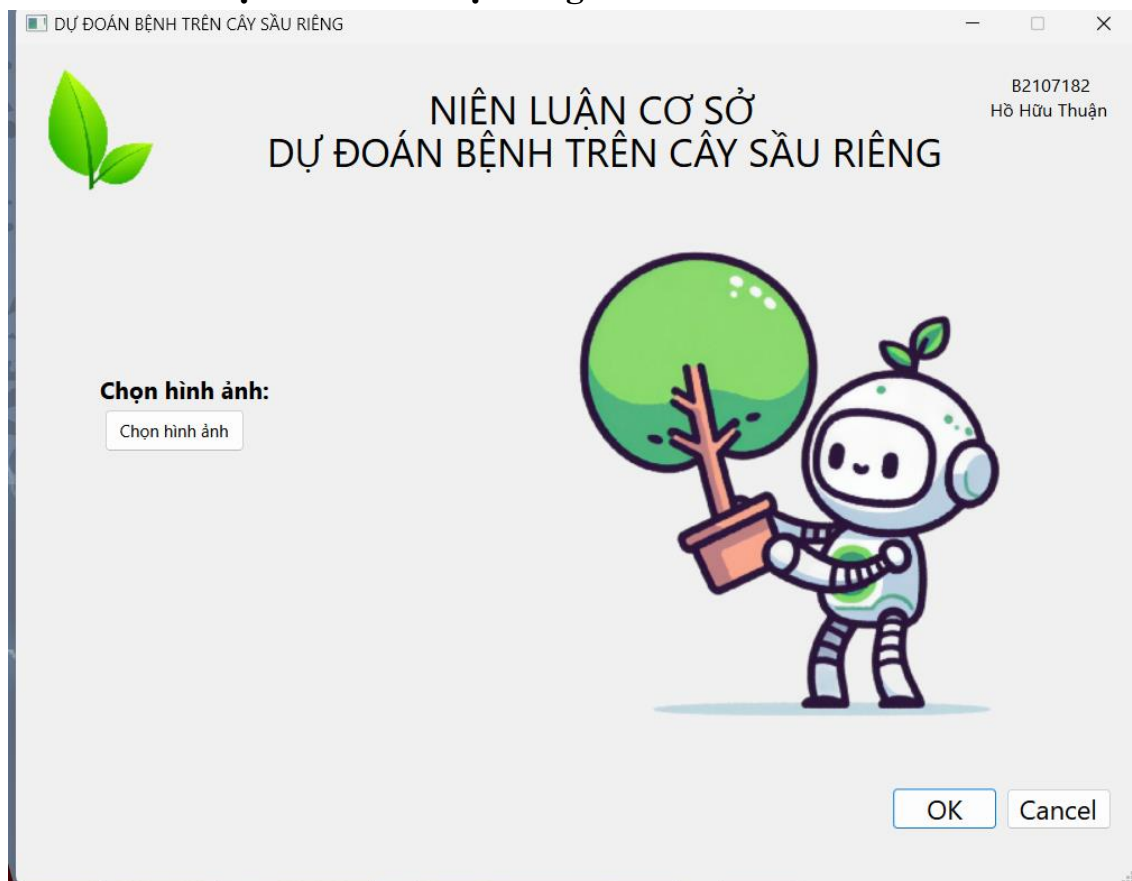 DỰ ĐOÁN BỆNH TRÊN CÂY SẦU RIÊNG
B2107182
Hồ Hữu Thuận
NIÊN LUẬN CƠ SỞ
DỰ ĐOÁN BỆNH TRÊN CÂY SẦU RIÊNG
Chọn hình ảnh:
Chọn hình ảnh
OK
Cancel